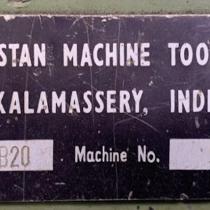 STAN MACHINE TOO
KALAMASSERY, INDI
B20 Machine No.